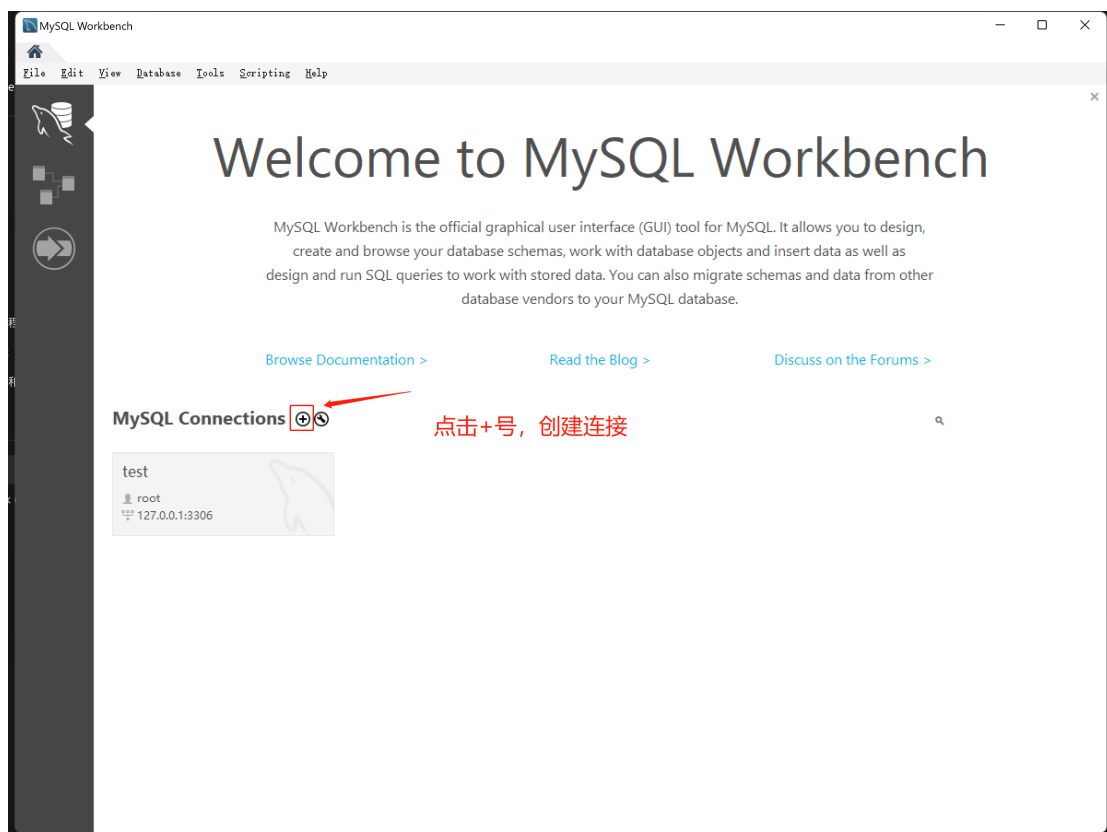 MySQL Workbench
File Edit View Database Tools Scripting Help
Welcome to MySQL Workbench
MySQL Workbench is the official graphical user interface (GUI) tool for MySQL. It allows you to design,
create and browse your database schemas, work with database objects and insert data as well as
design and run SQL queries to work with stored data. You can also migrate schemas and data from other
database vendors to your MySQL database.
Browse Documentation >
Read the Blog >
Discuss on the Forums >
MySQL Connections
点击+号，创建连接
test
root
127.0.0.1:3306